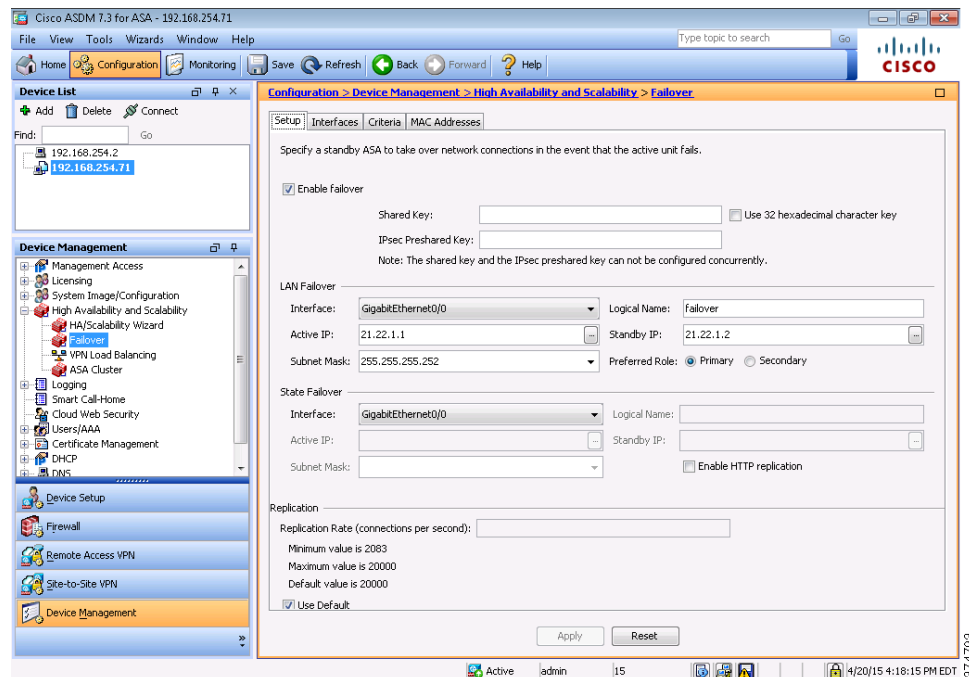 Cisco ASDM 7.3 for ASA - 192.168.254.71
File View Tools Wizards Window Help
Type topic to search Go
Home Configuration Monitoring Save Refresh Back Forward Help
CISCO
Device List
Add Delete Connect
Find: Go
192.168.254.2
192.168.254.71
Device Management
Management Access
Licensing
System Image/Configuration
High Availability and Scalability
HA/Scalability Wizard
Failover
VPN Load Balancing
ASA Cluster
Logging
Smart Call-Home
Cloud Web Security
Users/AAA
Certificate Management
DHCP
DNS
Device Setup
Firewall
Remote Access VPN
Site-to-Site VPN
Device Management
Configuration > Device Management > High Availability and Scalability > Failover
Setup Interfaces Criteria MAC Addresses
Specify a standby ASA to take over network connections in the event that the active unit fails.
Enable failover
Shared Key: Use 32 hexadecimal character key
IPsec Preshared Key:
Note: The shared key and the IPsec preshared key can not be configured concurrently.
LAN Failover
Interface: GigabitEthernet0/0 Logical Name: failover
Active IP: 21.22.1.1 ... Standby IP: 21.22.1.2 ...
Subnet Mask: 255.255.255.252 Preferred Role: Primary Secondary
State Failover
Interface: GigabitEthernet0/0 Logical Name:
Active IP: ... Standby IP: ...
Subnet Mask: Enable HTTP replication
Replication
Replication Rate (connections per second):
Minimum value is 2083
Maximum value is 20000
Default value is 20000
Use Default
Apply Reset
Active admin 15 4/20/15 4:18:15 PM EDT